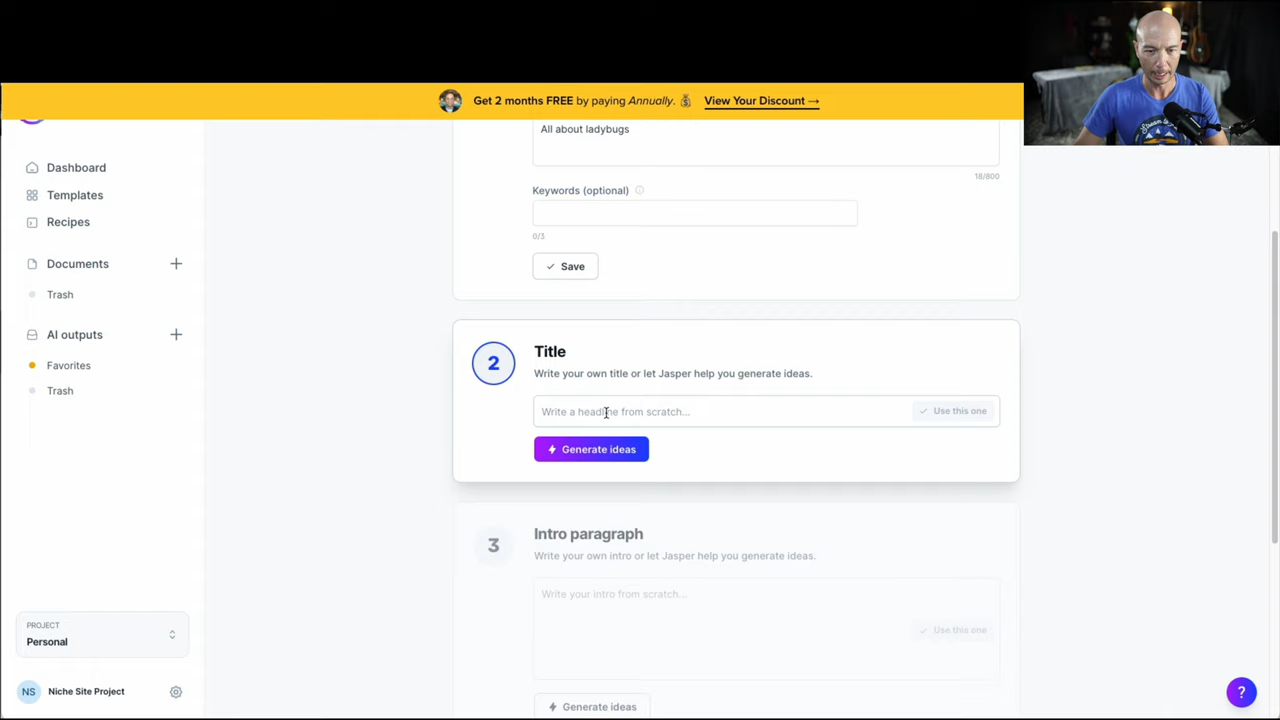 Get 2 months FREE by paying Annually. 💰 View Your Discount →
Dashboard
Templates
Recipes
Documents
Trash
AI outputs
Favorites
Trash
PROJECT
Personal
NS Niche Site Project
All about ladybugs
18/800
Keywords (optional)
0/3
Save
2
Title
Write your own title or let Jasper help you generate ideas.
Write a headline from scratch...
Use this one
Generate ideas
3
Intro paragraph
Write your own intro or let Jasper help you generate ideas.
Write your intro from scratch...
Use this one
Generate ideas
?